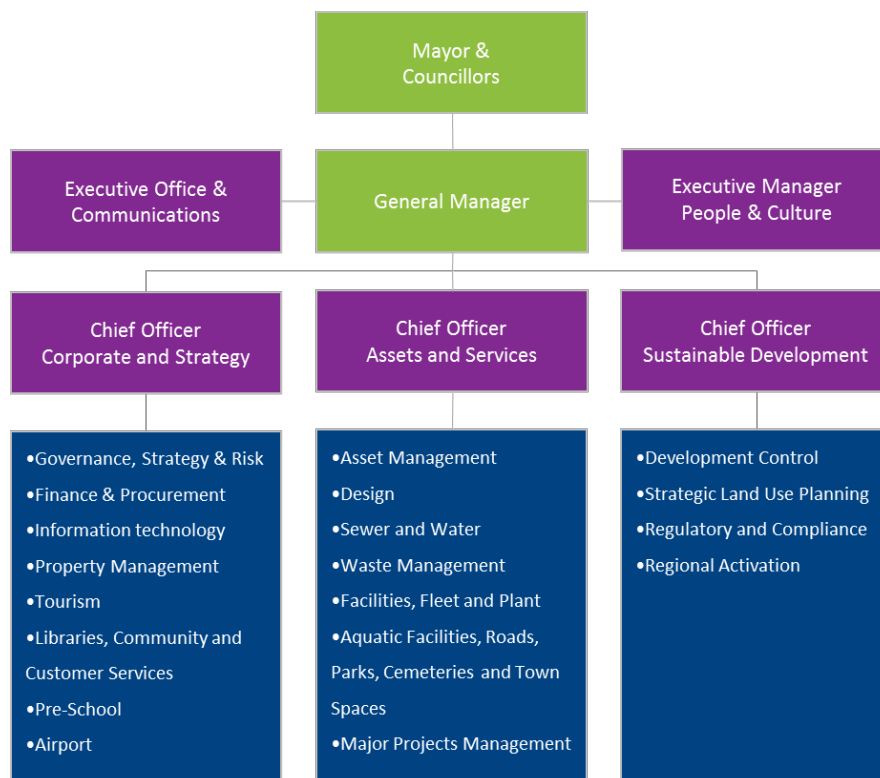 Mayor &
Councillors
Executive Office &
Communications
General Manager
Executive Manager
People & Culture
Chief Officer
Corporate and Strategy
Chief Officer
Assets and Services
Chief Officer
Sustainable Development
•Governance, Strategy & Risk
•Finance & Procurement
•Information technology
•Property Management
•Tourism
•Libraries, Community and
Customer Services
•Pre-School
•Airport
•Asset Management
•Design
•Sewer and Water
•Waste Management
•Facilities, Fleet and Plant
•Aquatic Facilities, Roads,
Parks, Cemeteries and Town
Spaces
•Major Projects Management
•Development Control
•Strategic Land Use Planning
•Regulatory and Compliance
•Regional Activation